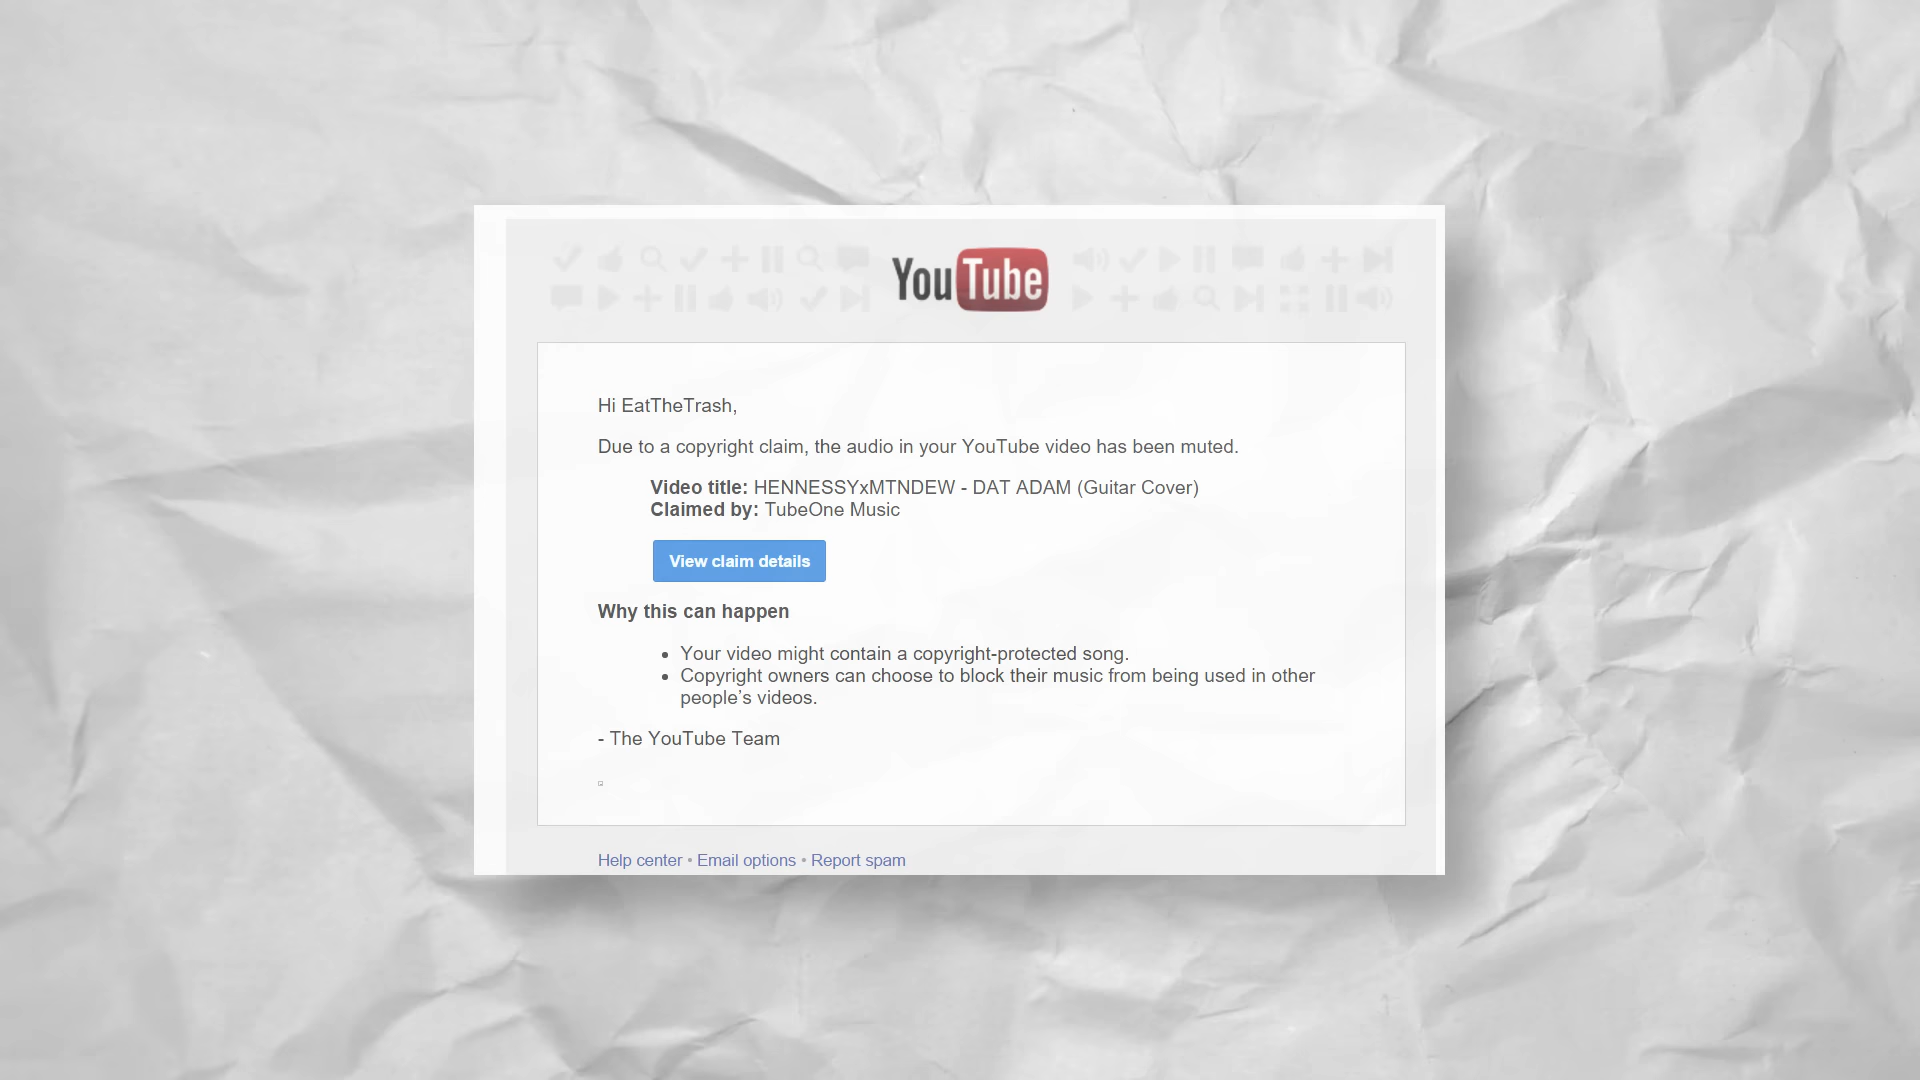 YouTube
Hi EatTheTrash,
Due to a copyright claim, the audio in your YouTube video has been muted.
Video title: HENNESSYxMTNDEW - DAT ADAM (Guitar Cover)
Claimed by: TubeOne Music
View claim details
Why this can happen
• Your video might contain a copyright-protected song.
• Copyright owners can choose to block their music from being used in other
people’s videos.
- The YouTube Team
Help center • Email options • Report spam